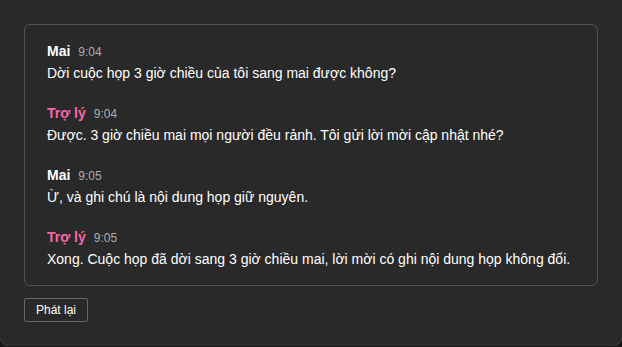 Mai 9:04
Dời cuộc họp 3 giờ chiều của tôi sang mai được không?
Trợ lý 9:04
Được. 3 giờ chiều mai mọi người đều rảnh. Tôi gửi lời mời cập nhật nhé?
Mai 9:05
Ừ, và ghi chú là nội dung họp giữ nguyên.
Trợ lý 9:05
Xong. Cuộc họp đã dời sang 3 giờ chiều mai, lời mời có ghi nội dung họp không đổi.
Phát lại